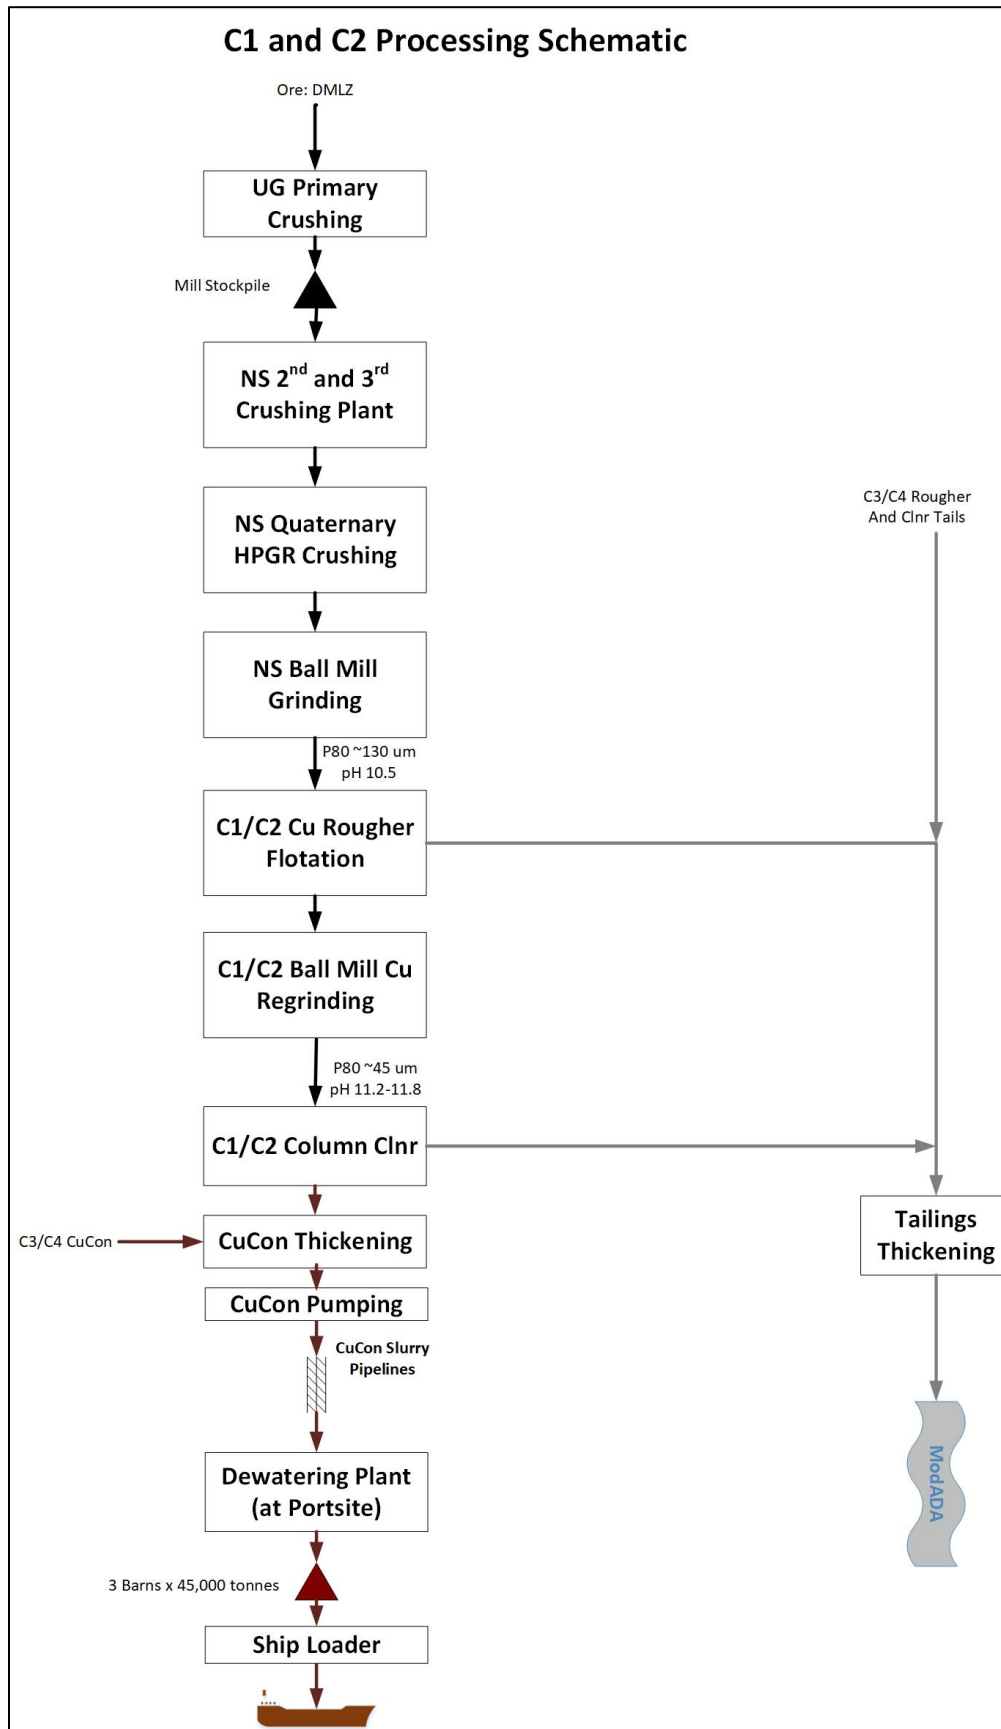 C1 and C2 Processing Schematic
Ore: DMLZ
UG Primary
Crushing
Mill Stockpile
NS 2nd and 3rd
Crushing Plant
NS Quaternary
HPGR Crushing
C3/C4 Rougher
And Clnr Tails
NS Ball Mill
Grinding
P80 ~130 um
pH 10.5
C1/C2 Cu Rougher
Flotation
C1/C2 Ball Mill Cu
Regrinding
P80 ~45 um
pH 11.2-11.8
C1/C2 Column Clnr
C3/C4 CuCon
CuCon Thickening
Tailings
Thickening
CuCon Pumping
CuCon Slurry
Pipelines
ModADA
Dewatering Plant
(at Portsite)
3 Barns x 45,000 tonnes
Ship Loader